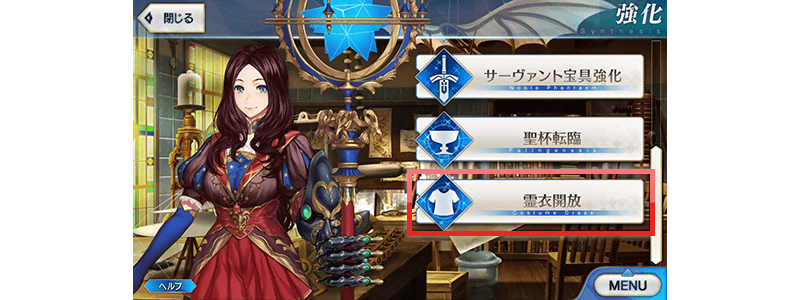 閉じる
強化
Synthesis
サーヴァント宝具強化
Noble Phantasm
聖杯転臨
Palingenesis
霊衣開放
Costume Dress
ヘルプ
MENU